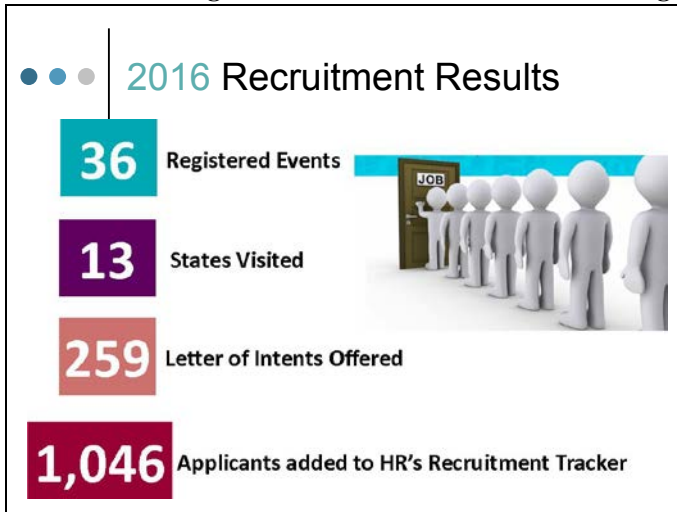 2016 Recruitment Results
36 Registered Events
JOB
13 States Visited
259 Letter of Intents Offered
1,046 Applicants added to HR's Recruitment Tracker